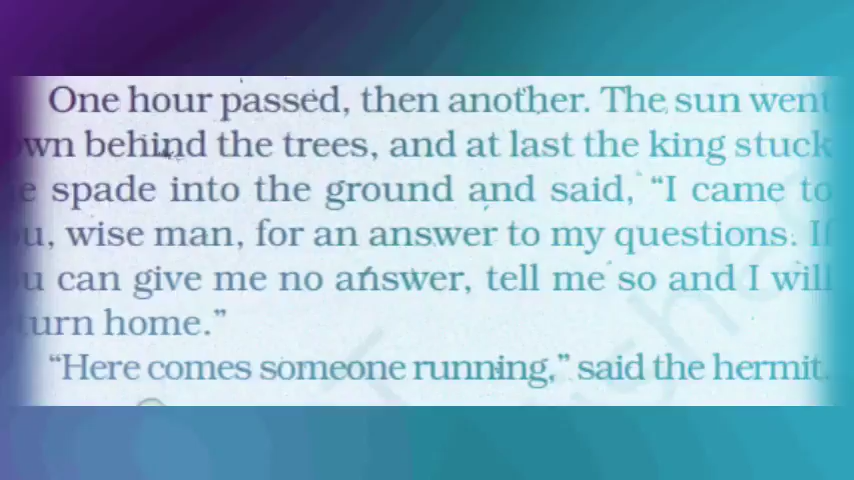 One hour passed, then another. The sun went
own behind the trees, and at last the king stuck
e spade into the ground and said, “I came to
u, wise man, for an answer to my questions. If
u can give me no answer, tell me so and I will
turn home.”
“Here comes someone running,” said the hermit.